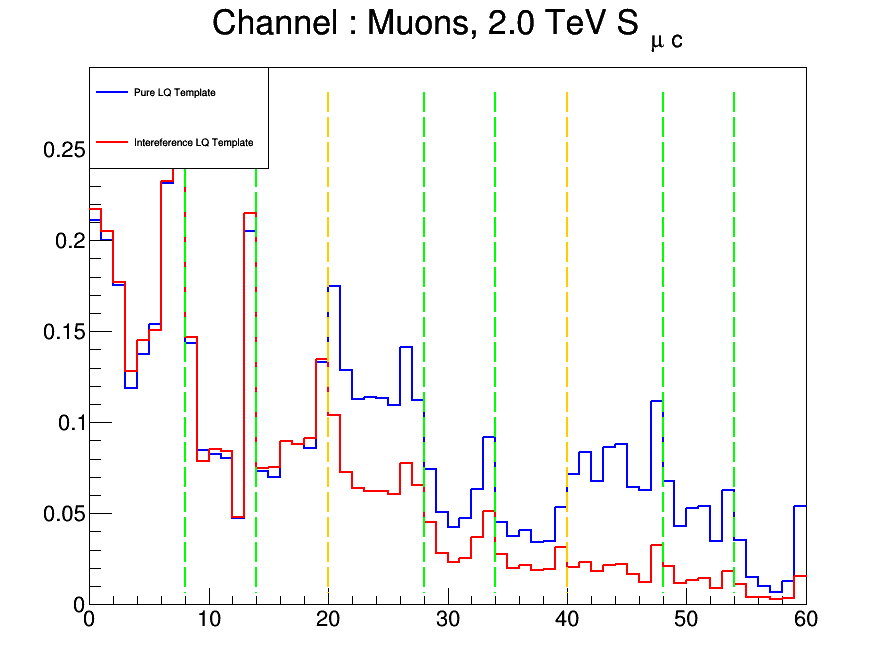 Channel : Muons, 2.0 TeV S μ c
Pure LQ Template
Intereference LQ Template
0.25
0.2
0.15
0.1
0.05
0
0 10 20 30 40 50 60